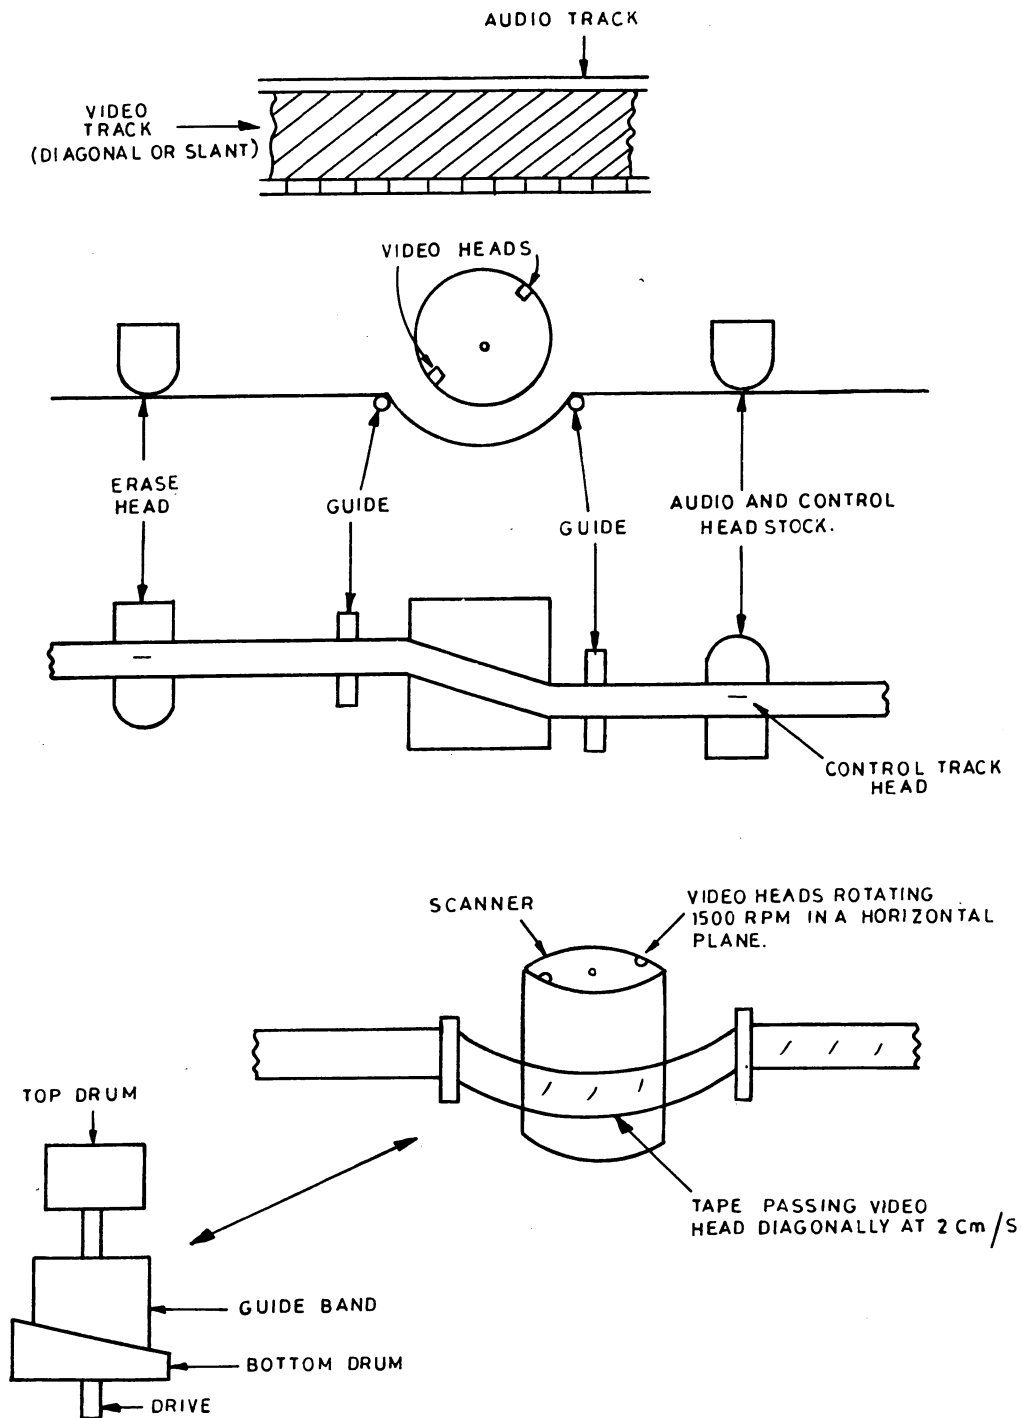 AUDIO TRACK
VIDEO
TRACK
(DIAGONAL OR SLANT)
VIDEO HEADS
ERASE
HEAD
GUIDE
GUIDE
AUDIO AND CONTROL
HEAD STOCK.
CONTROL TRACK
HEAD
SCANNER
VIDEO HEADS ROTATING
1500 RPM IN A HORIZONTAL
PLANE.
TOP DRUM
TAPE PASSING VIDEO
HEAD DIAGONALLY AT 2 Cm/S
GUIDE BAND
BOTTOM DRUM
DRIVE